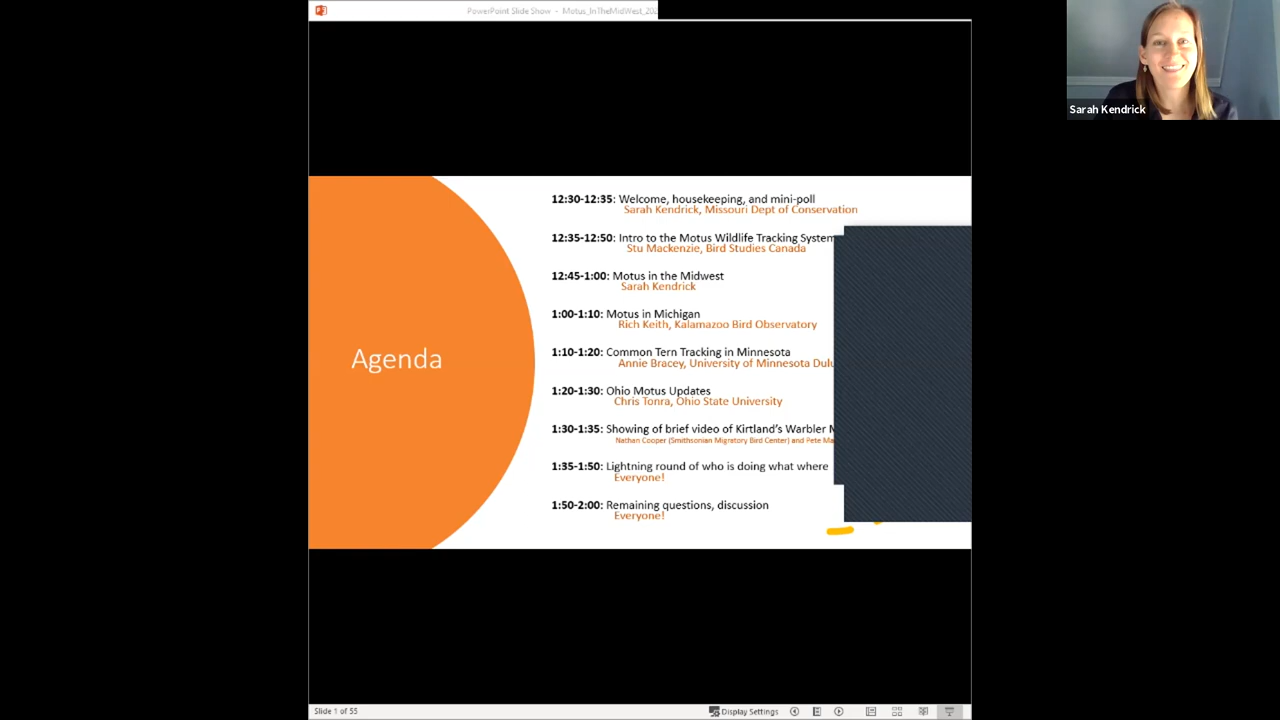 PowerPoint Slide Show - Motus_InTheMidWest_202
Sarah Kendrick
Agenda
12:30-12:35: Welcome, housekeeping, and mini-poll
Sarah Kendrick, Missouri Dept of Conservation
12:35-12:50: Intro to the Motus Wildlife Tracking System
Stu Mackenzie, Bird Studies Canada
12:45-1:00: Motus in the Midwest
Sarah Kendrick
1:00-1:10: Motus in Michigan
Rich Keith, Kalamazoo Bird Observatory
1:10-1:20: Common Tern Tracking in Minnesota
Annie Bracey, University of Minnesota Dulu
1:20-1:30: Ohio Motus Updates
Chris Tonra, Ohio State University
1:30-1:35: Showing of brief video of Kirtland's Warbler M
Nathan Cooper (Smithsonian Migratory Bird Center) and Pete Ma
1:35-1:50: Lightning round of who is doing what where
Everyone!
1:50-2:00: Remaining questions, discussion
Everyone!
Slide 1 of 55
Display Settings